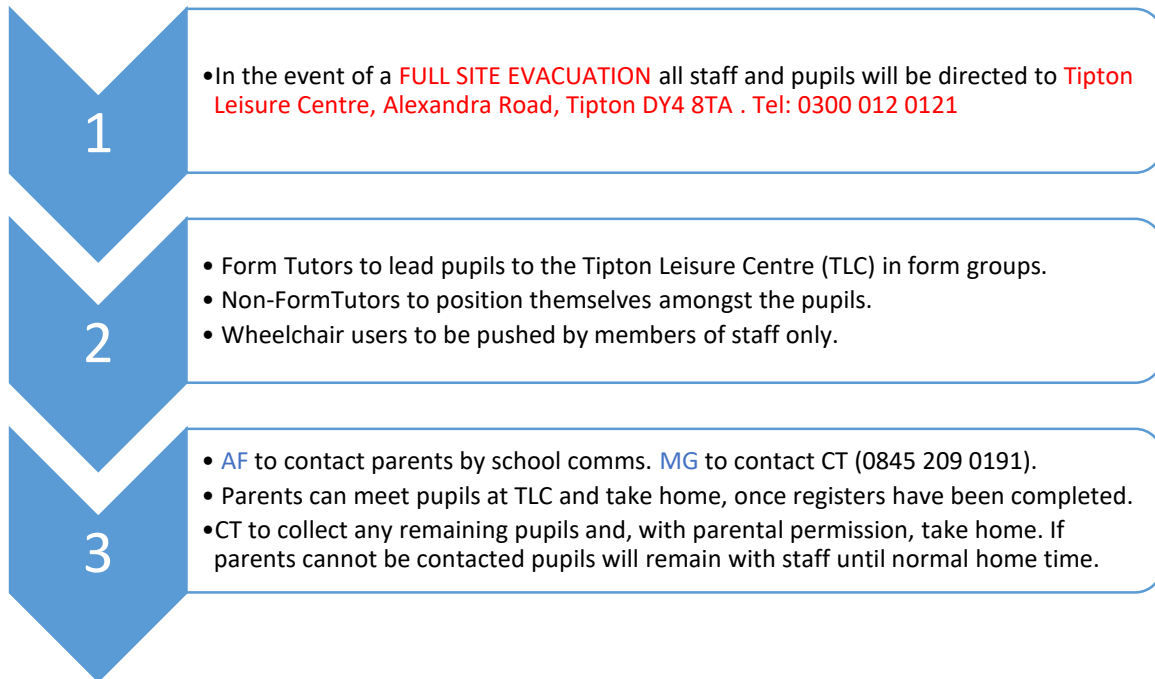 1
•In the event of a FULL SITE EVACUATION all staff and pupils will be directed to Tipton
Leisure Centre, Alexandra Road, Tipton DY4 8TA . Tel: 0300 012 0121
2
• Form Tutors to lead pupils to the Tipton Leisure Centre (TLC) in form groups.
• Non-FormTutors to position themselves amongst the pupils.
• Wheelchair users to be pushed by members of staff only.
3
• AF to contact parents by school comms. MG to contact CT (0845 209 0191).
• Parents can meet pupils at TLC and take home, once registers have been completed.
•CT to collect any remaining pupils and, with parental permission, take home. If
parents cannot be contacted pupils will remain with staff until normal home time.